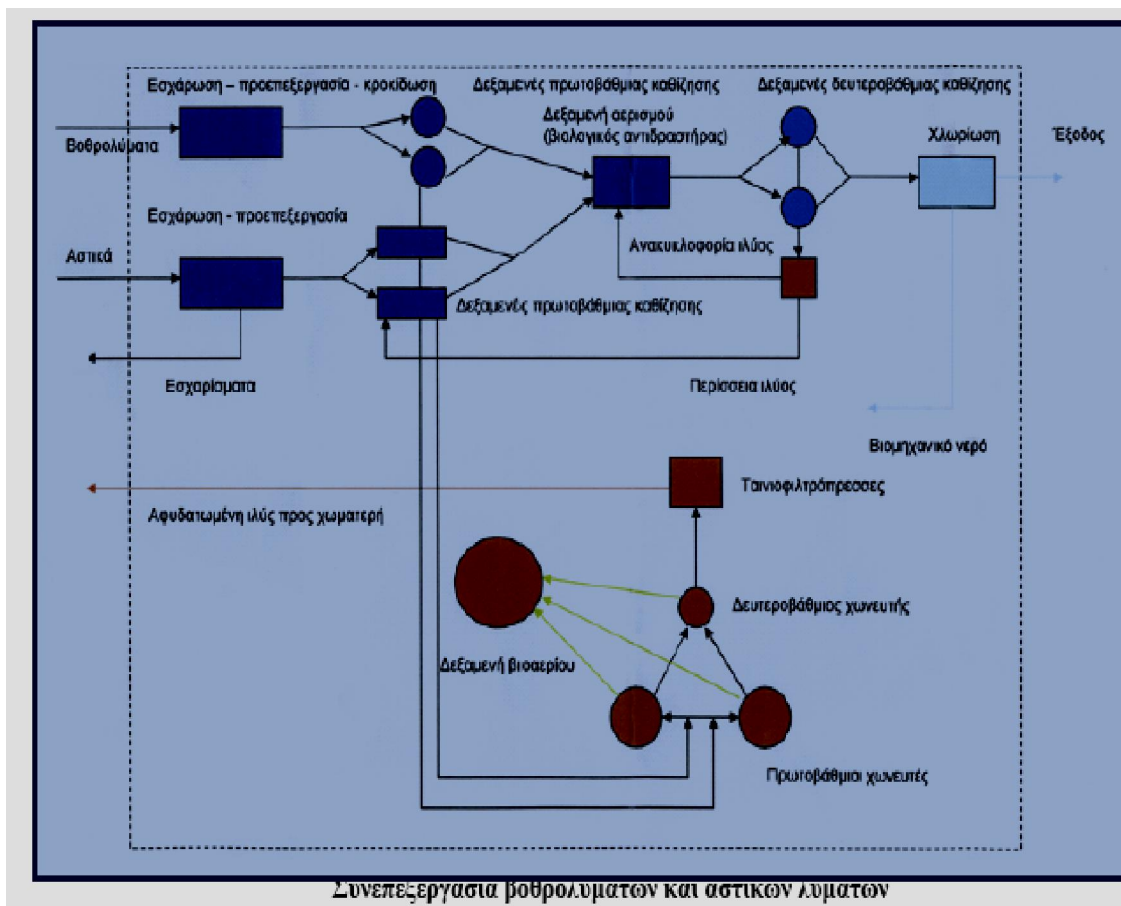 Εσχάρωση – προεπεξεργασία - κροκίδωση
Δεξαμενές πρωτοβάθμιας καθίζησης
Δεξαμενές δευτεροβάθμιας καθίζησης
Δεξαμενή αερισμού
(βιολογικός αντιδραστήρας)
Χλωρίωση
Έξοδος
Βοθρολύματα
Εσχάρωση - προεπεξεργασία
Αστικά
Ανακυκλοφορία ιλύος
Δεξαμενές πρωτοβάθμιας καθίζησης
Εσχαρίσματα
Περίσσεια ιλύος
Βιομηχανικό νερό
Ταινιοφιλτρόπρεσσες
Αφυδατωμένη ιλύς προς χωματερή
Δευτεροβάθμιος χωνευτής
Δεξαμενή βιοαερίου
Πρωτοβάθμιοι χωνευτές
Συνεπεξεργασία βοθρολυμάτων και αστικών λυμάτων